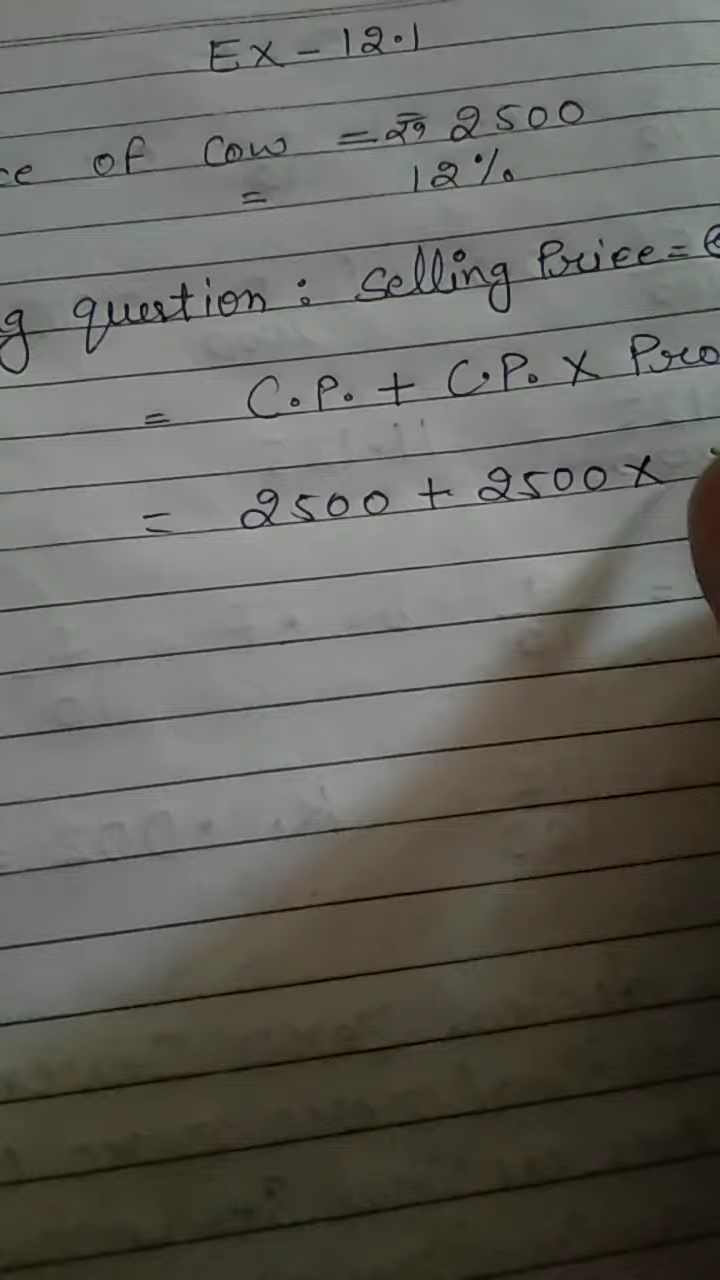 Ex - 12.1
of Cow = रु 2500
= 12%
question : Selling Price =
= C.P. + C.P. X
= 2500 + 2500 X